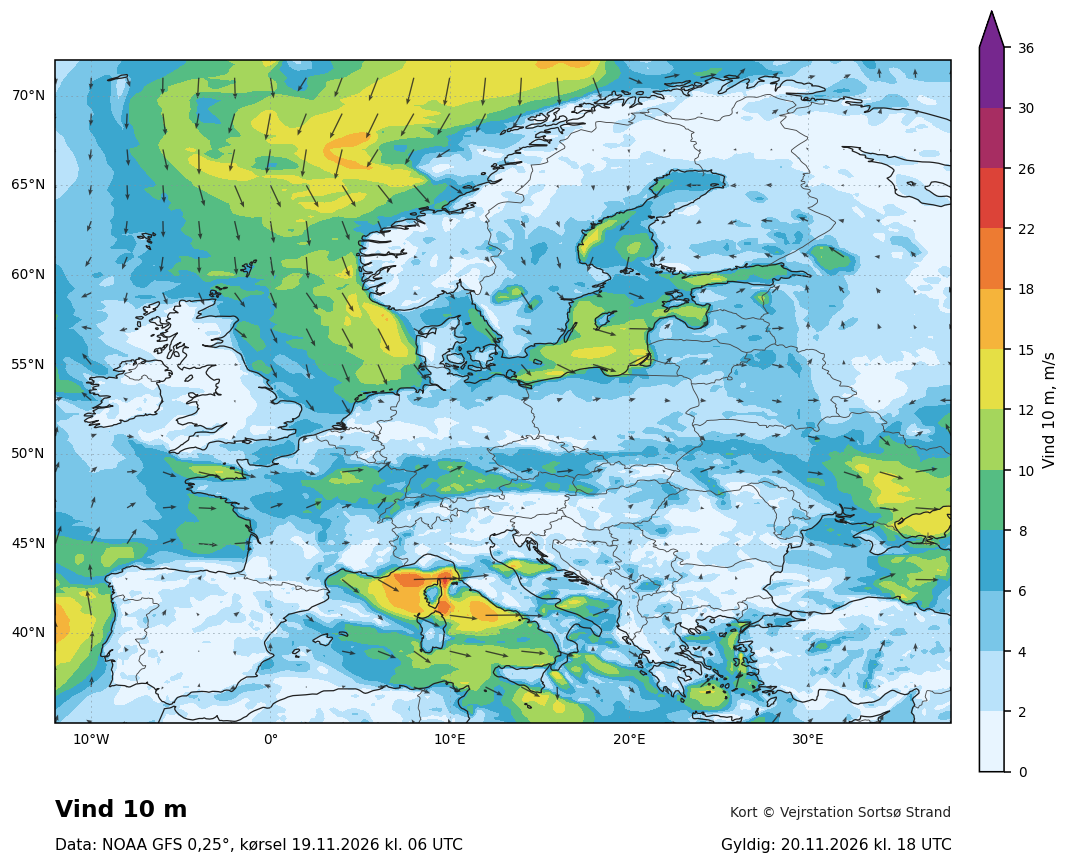 36
30
26
22
18
15
12
10
8
6
4
2
0
Vind 10 m, m/s
70°N
65°N
60°N
55°N
50°N
45°N
40°N
10°W
0°
10°E
20°E
30°E
Vind 10 m
Kort © Vejrstation Sortsø Strand
Data: NOAA GFS 0,25°, kørsel 19.11.2026 kl. 06 UTC
Gyldig: 20.11.2026 kl. 18 UTC